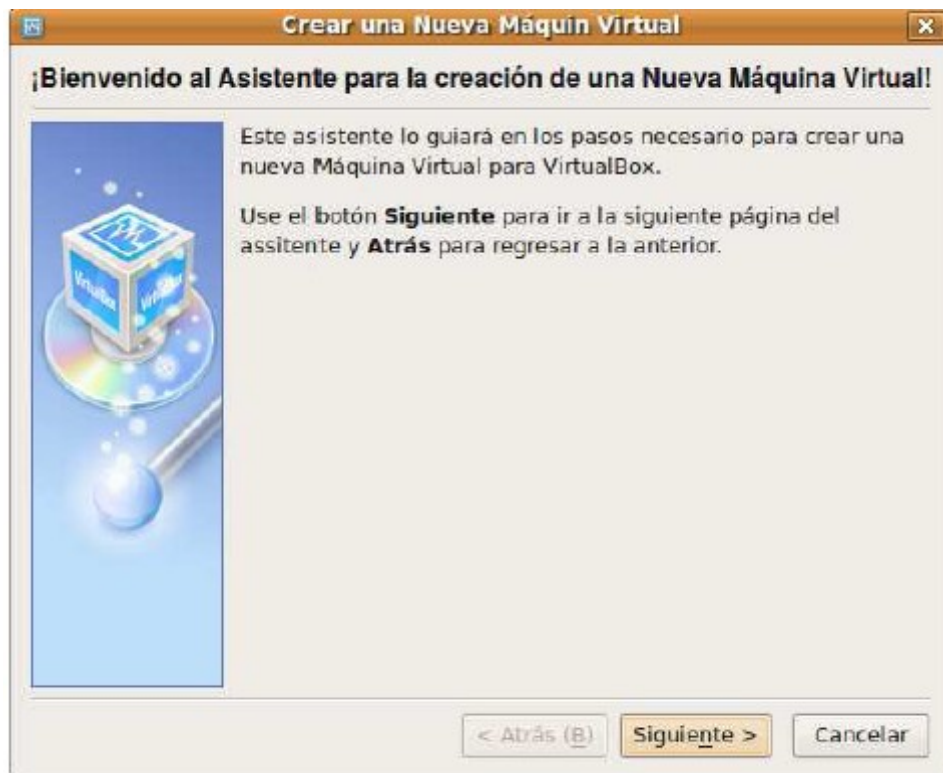 Crear una Nueva Máquin Virtual
¡Bienvenido al Asistente para la creación de una Nueva Máquina Virtual!
Este asistente lo guiará en los pasos necesario para crear una
nueva Máquina Virtual para VirtualBox.
Use el botón Siguiente para ir a la siguiente página del
assitente y Atrás para regresar a la anterior.
VirtualBox
VirtualBox
< Atrás (B)
Siguiente >
Cancelar